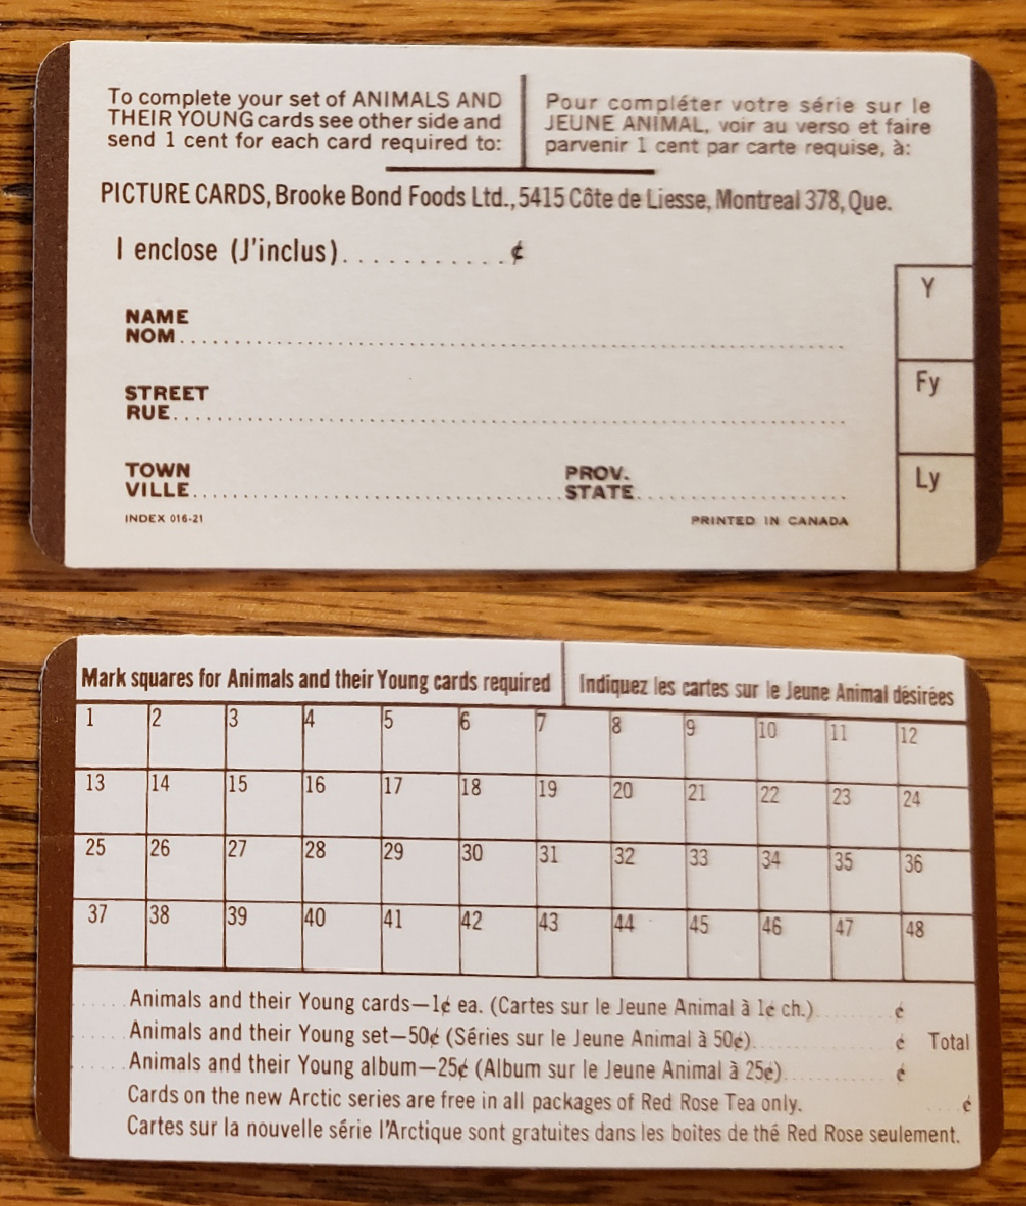 To complete your set of ANIMALS AND
THEIR YOUNG cards see other side and
send 1 cent for each card required to:
Pour compléter votre série sur le
JEUNE ANIMAL, voir au verso et faire
parvenir 1 cent par carte requise, à:
PICTURE CARDS, Brooke Bond Foods Ltd., 5415 Côte de Liesse, Montreal 378, Que.
I enclose (J'inclus)...........¢
Y
NAME
NOM
Fy
STREET
RUE
Ly
TOWN
VILLE
PROV.
STATE
INDEX 016-21
PRINTED IN CANADA
Mark squares for Animals and their Young cards required
Indiquez les cartes sur le Jeune Animal désirées
1 2 3 4 5 6 7 8 9 10 11 12
13 14 15 16 17 18 19 20 21 22 23 24
25 26 27 28 29 30 31 32 33 34 35 36
37 38 39 40 41 42 43 44 45 46 47 48
Animals and their Young cards—1¢ ea. (Cartes sur le Jeune Animal à 1¢ ch.) ¢
Animals and their Young set—50¢ (Séries sur le Jeune Animal à 50¢) ¢ Total
Animals and their Young album—25¢ (Album sur le Jeune Animal à 25¢) ¢
Cards on the new Arctic series are free in all packages of Red Rose Tea only. ¢
Cartes sur la nouvelle série l'Arctique sont gratuites dans les boîtes de thé Red Rose seulement.